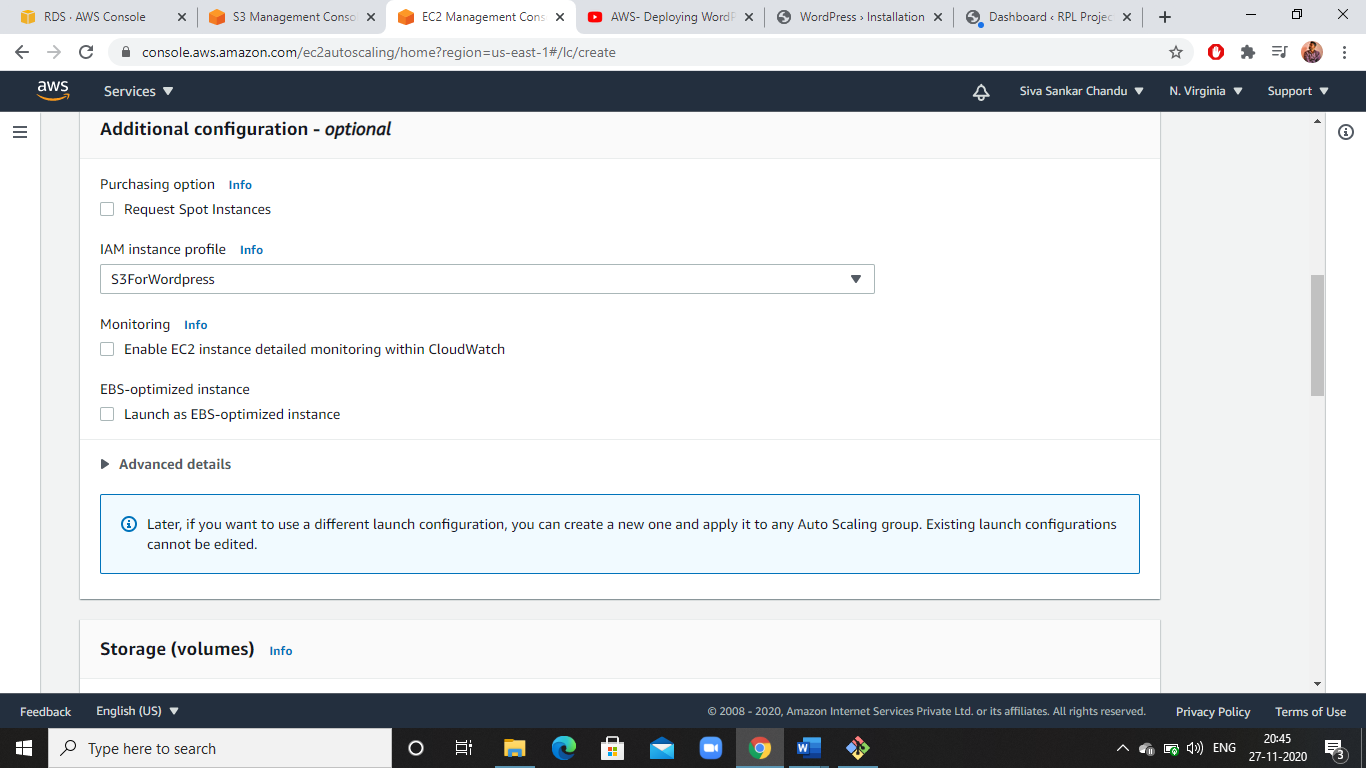 RDS · AWS Console
S3 Management Conso
EC2 Management Cons
AWS- Deploying WordP
WordPress › Installation
Dashboard ‹ RPL Projec
console.aws.amazon.com/ec2autoscaling/home?region=us-east-1#/lc/create
aws
Services
Siva Sankar Chandu
N. Virginia
Support
Additional configuration - optional
Purchasing option Info
Request Spot Instances
IAM instance profile Info
S3ForWordpress
Monitoring Info
Enable EC2 instance detailed monitoring within CloudWatch
EBS-optimized instance
Launch as EBS-optimized instance
Advanced details
Later, if you want to use a different launch configuration, you can create a new one and apply it to any Auto Scaling group. Existing launch configurations
cannot be edited.
Storage (volumes) Info
Feedback
English (US)
© 2008 - 2020, Amazon Internet Services Private Ltd. or its affiliates. All rights reserved.
Privacy Policy
Terms of Use
Type here to search
ENG
20:45
27-11-2020
3